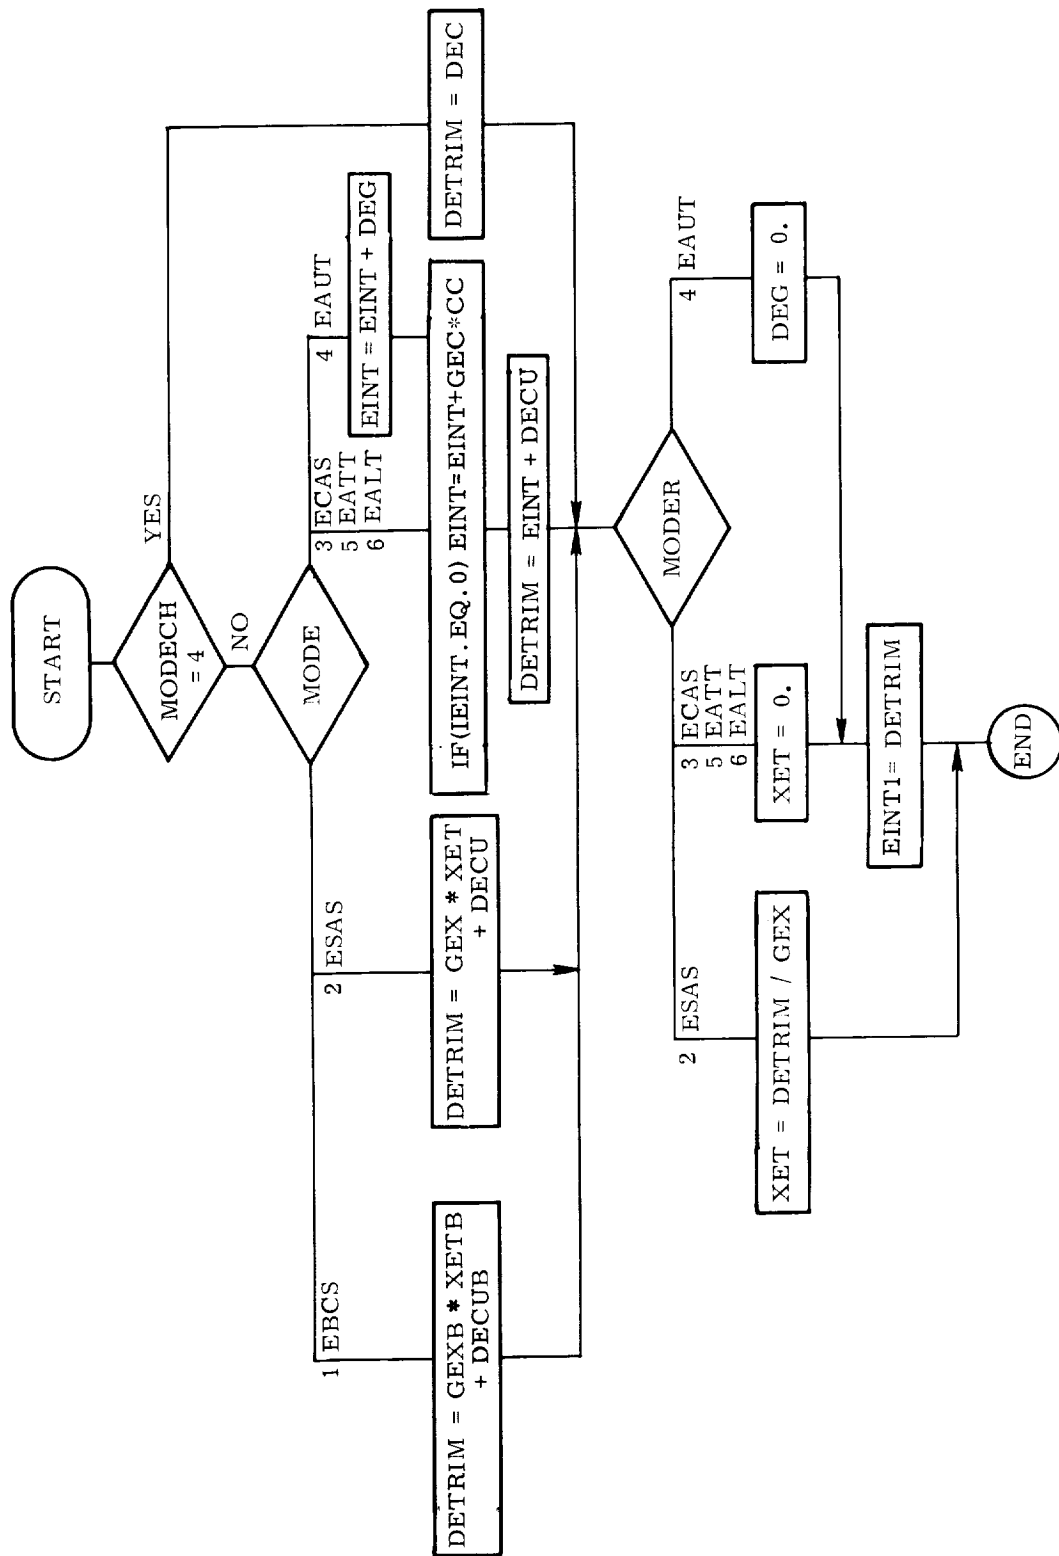 START
MODECH
= 4
YES
NO
MODE
1 EBCS
2 ESAS
3 ECAS
5 EATT
6 EALT
4 EAUT
EINT = EINT + DEG
DETRIM = GEXB * XETB
+ DECUB
DETRIM = GEX * XET
+ DECU
IF(IEINT.EQ.0) EINT=EINT+GEC*CC
DETRIM = DEC
DETRIM = EINT + DECU
MODER
2 ESAS
3 ECAS
5 EATT
6 EALT
4 EAUT
XET = DETRIM / GEX
XET = 0.
DEG = 0.
EINT1= DETRIM
END